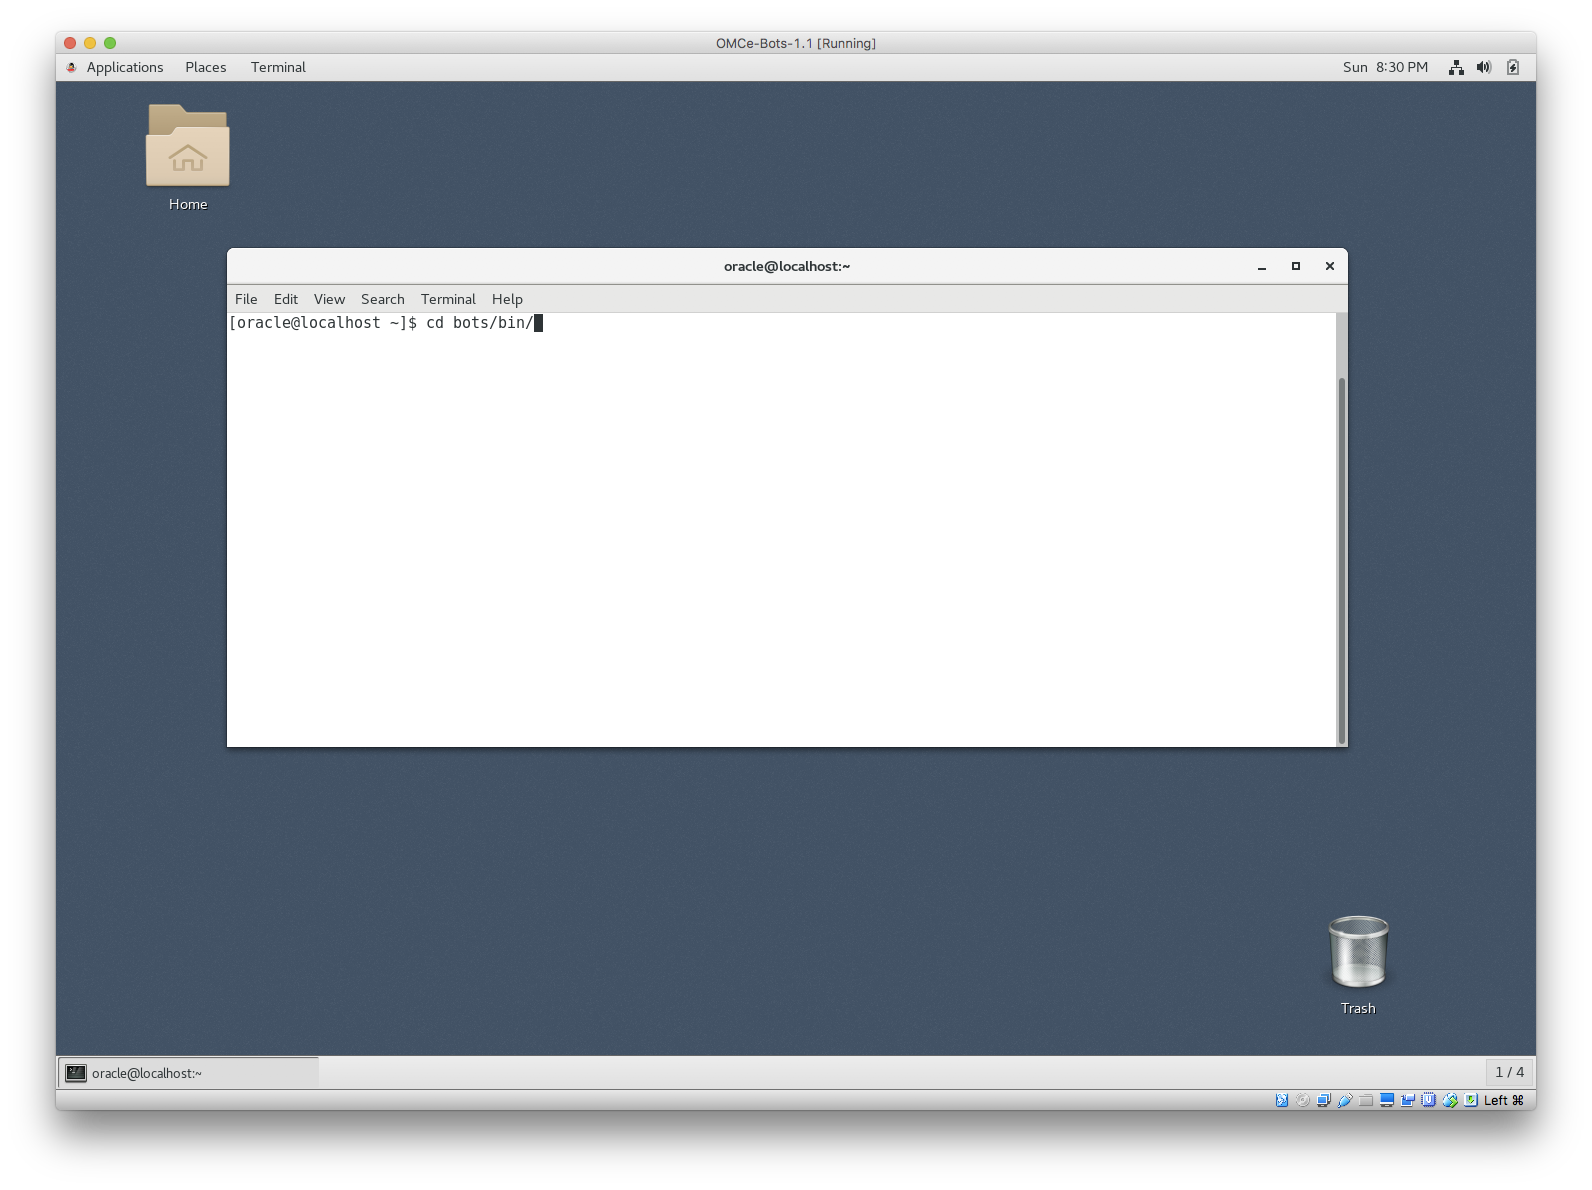 OMCe-Bots-1.1 [Running]
Applications Places Terminal Sun 8:30 PM
Home
oracle@localhost:~
File Edit View Search Terminal Help
[oracle@localhost ~]$ cd bots/bin/
Trash
oracle@localhost:~ 1 / 4
Left ⌘